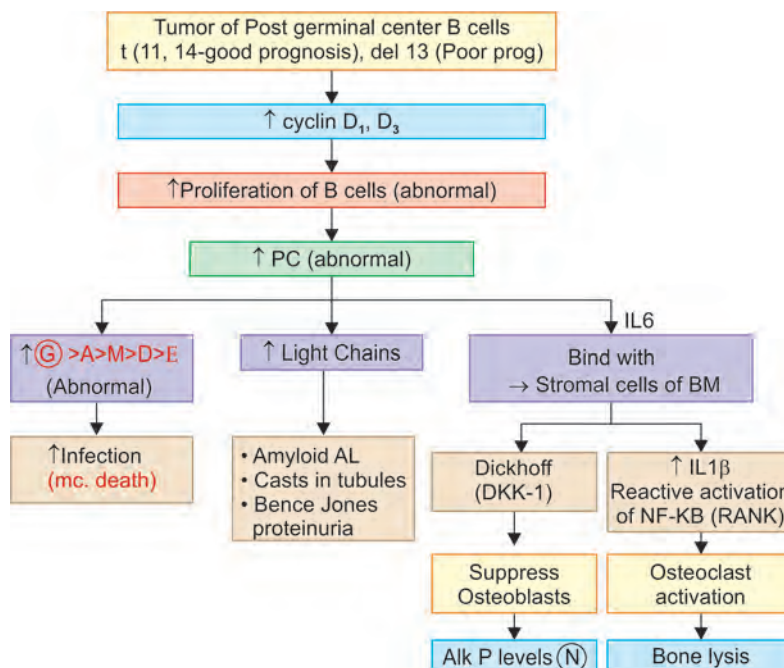 Tumor of Post germinal center B cells
t (11, 14-good prognosis), del 13 (Poor prog)
↑ cyclin D₁, D₃
↑Proliferation of B cells (abnormal)
↑ PC (abnormal)
IL6
↑Ⓖ >A>M>D>E
(Abnormal)
↑ Light Chains
Bind with
→ Stromal cells of BM
↑Infection
(mc. death)
• Amyloid AL
• Casts in tubules
• Bence Jones
proteinuria
Dickhoff
(DKK-1)
↑ IL1β
Reactive activation
of NF-KB (RANK)
Suppress
Osteoblasts
Osteoclast
activation
Alk P levels Ⓝ
Bone lysis